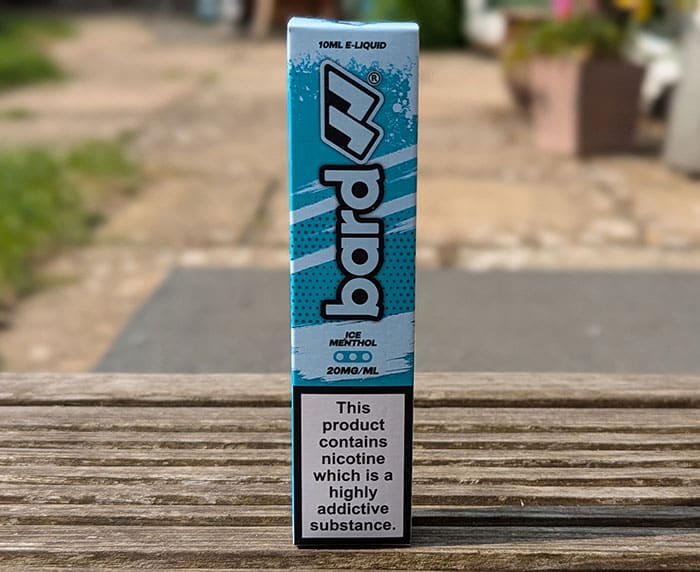 10ML E-LIQUID
®
bard
ICE
MENTHOL
20MG/ML
This
product
contains
nicotine
which is a
highly
addictive
substance.